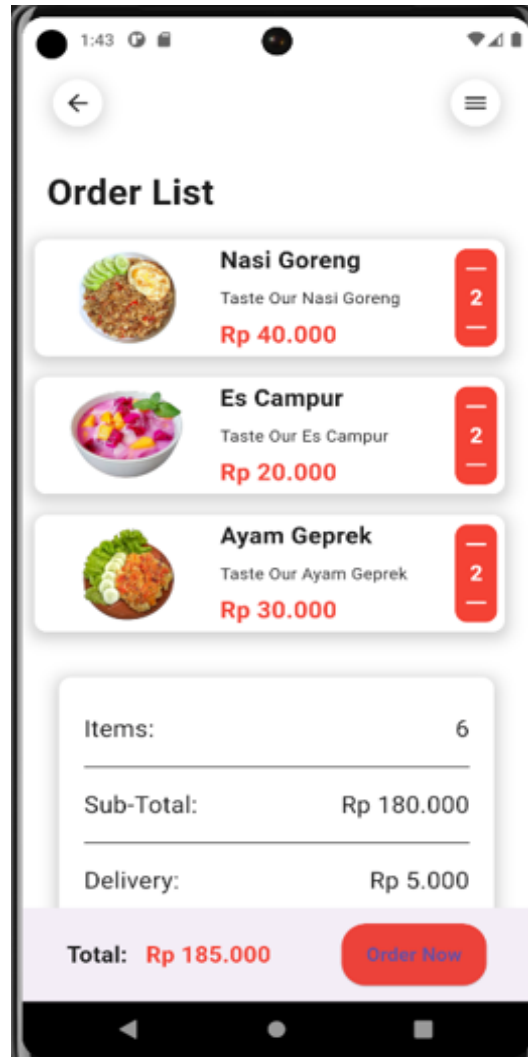 1:43
Order List
Nasi Goreng
Taste Our Nasi Goreng
Rp 40.000
2
Es Campur
Taste Our Es Campur
Rp 20.000
2
Ayam Geprek
Taste Our Ayam Geprek
Rp 30.000
2
Items: 6
Sub-Total: Rp 180.000
Delivery: Rp 5.000
Total: Rp 185.000 Order Now